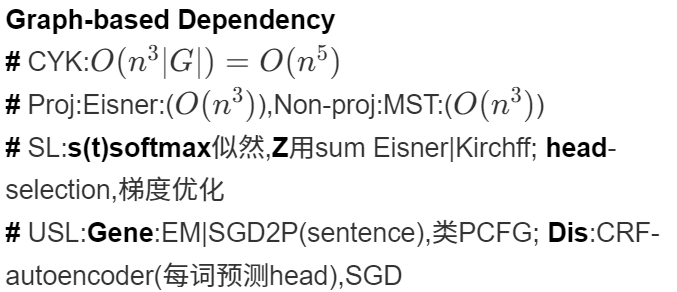 Graph-based Dependency
# CYK:O(n³|G|) = O(n⁵)
# Proj:Eisner:(O(n³)),Non-proj:MST:(O(n³))
# SL:s(t)softmax似然,Z用sum Eisner|Kirchff; head-
selection,梯度优化
# USL:Gene:EM|SGD2P(sentence),类PCFG; Dis:CRF-
autoencoder(每词预测head),SGD